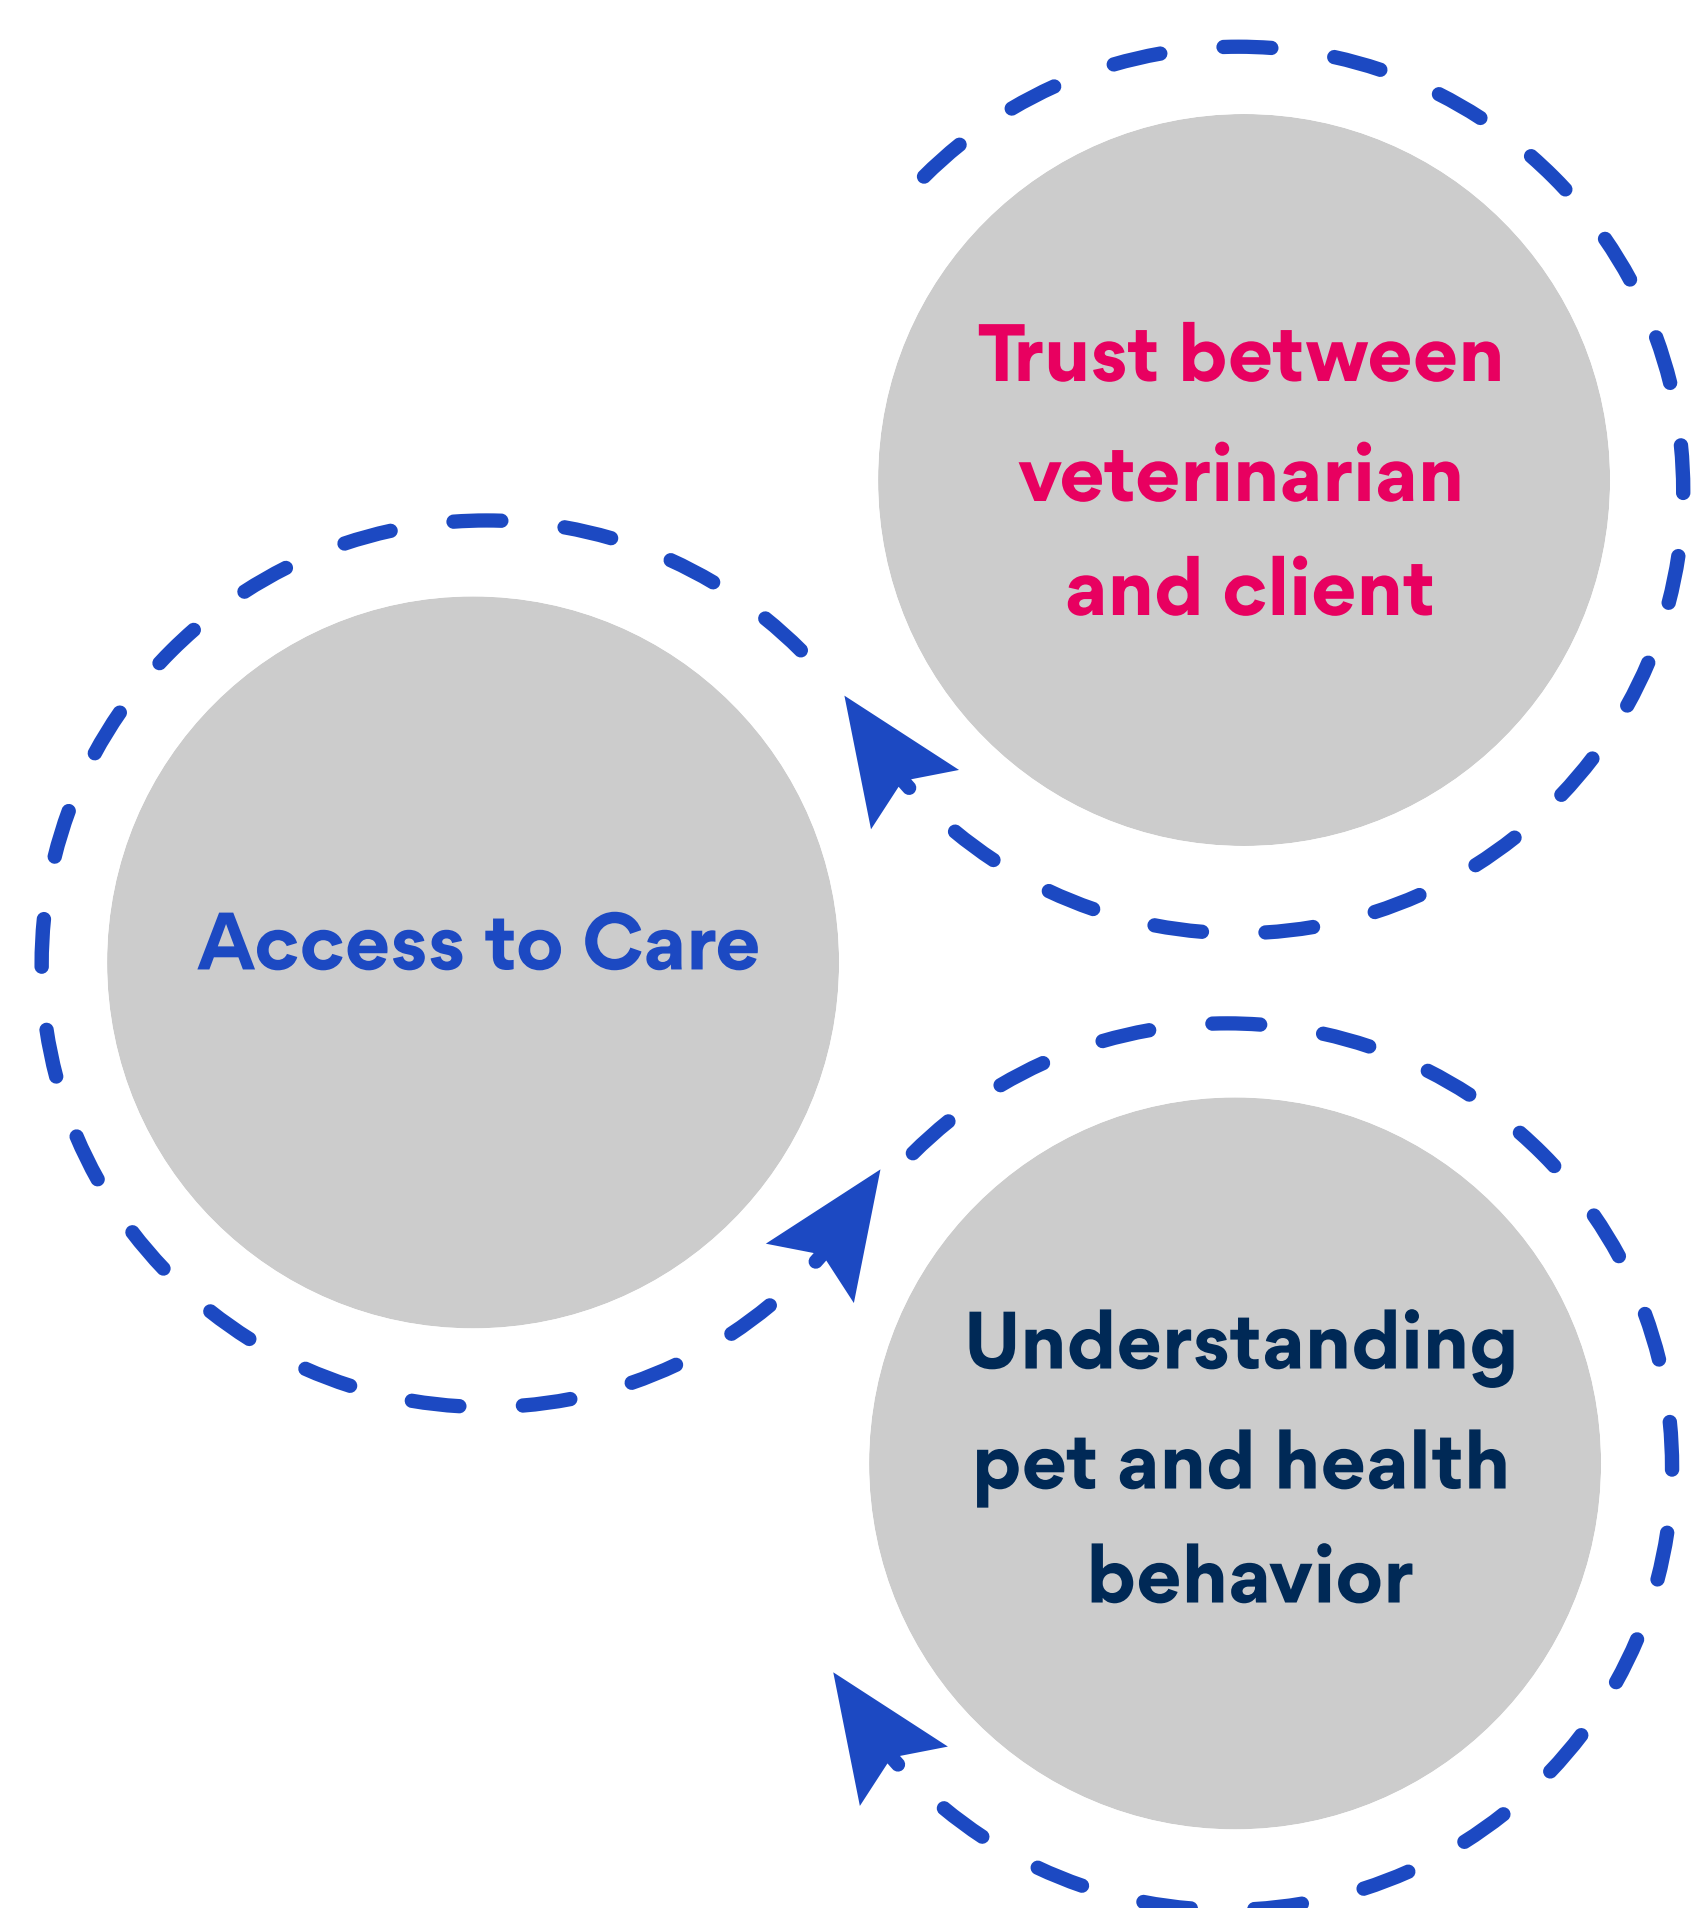 Trust between
veterinarian
and client
Access to Care
Understanding
pet and health
behavior